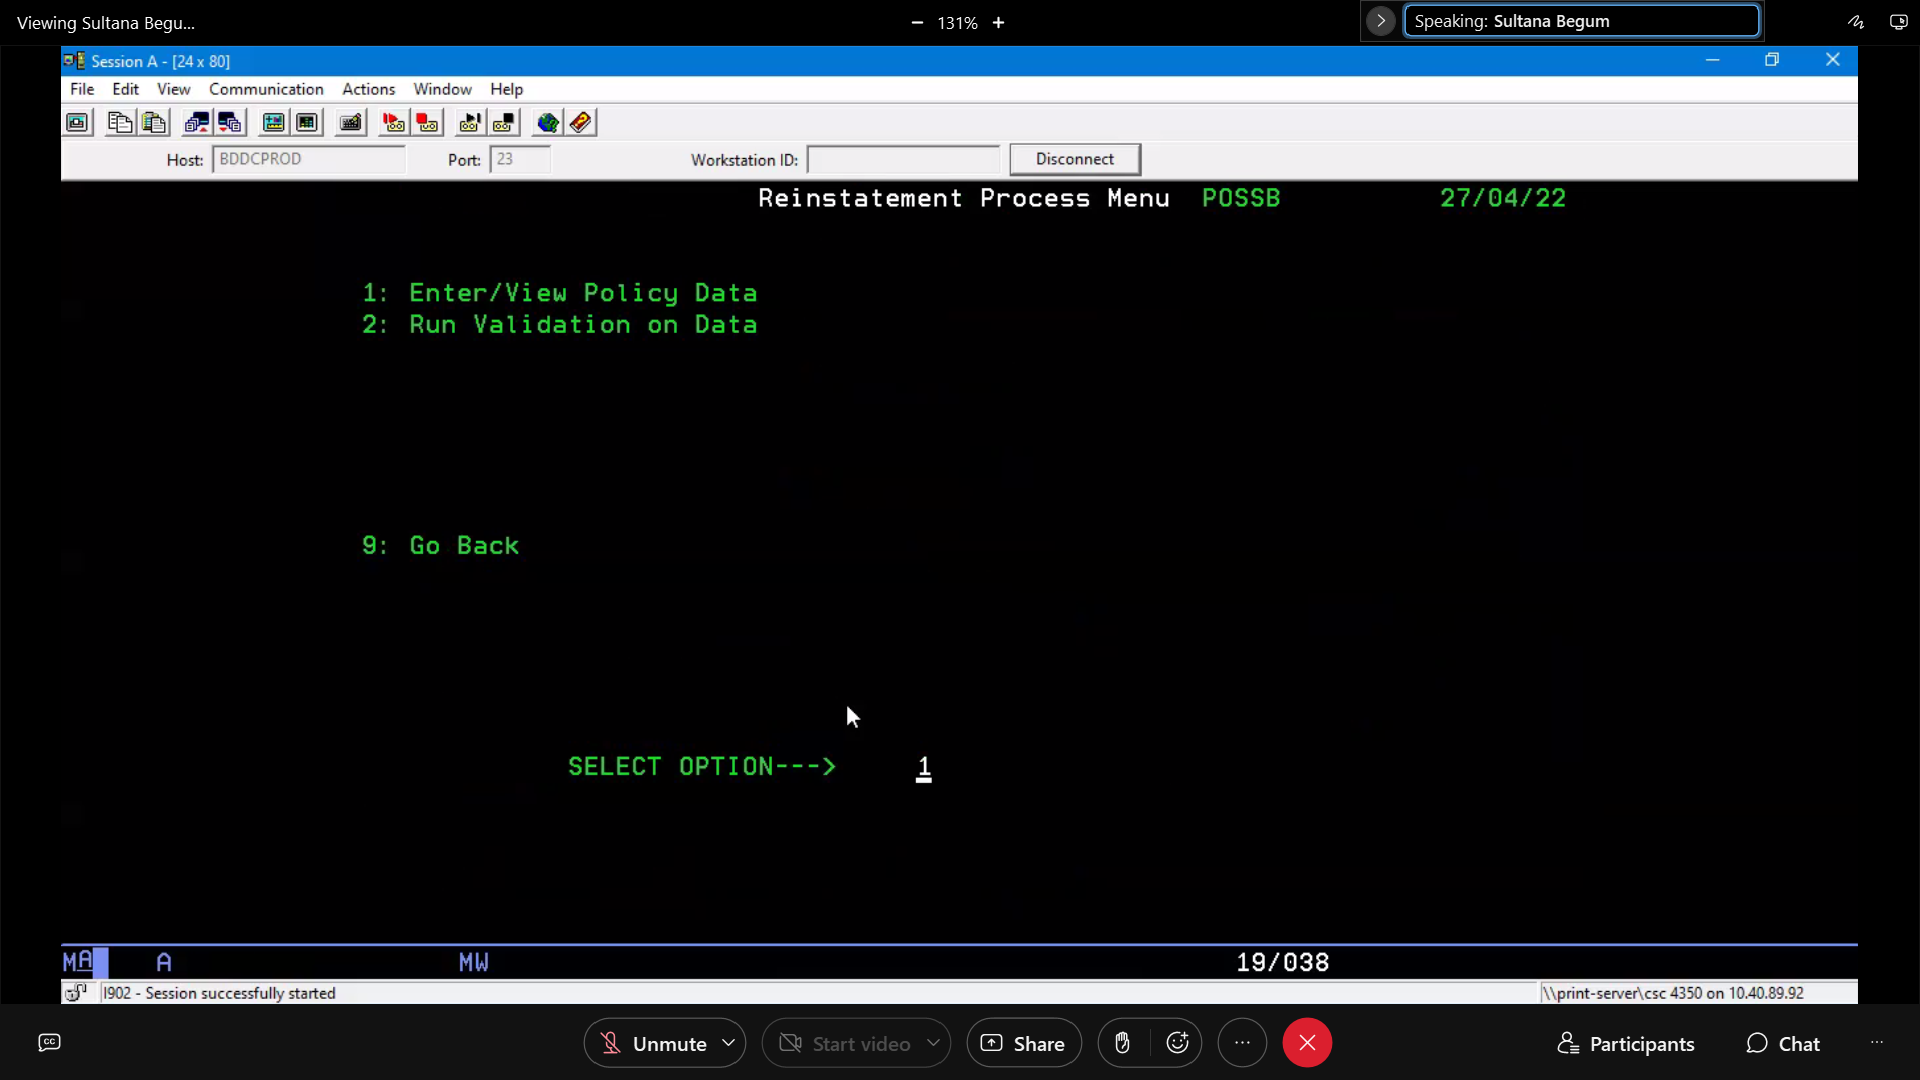 Viewing Sultana Begu...
131%
Speaking: Sultana Begum
Session A - [24 x 80]
File Edit View Communication Actions Window Help
Host: BDDCPROD Port: 23 Workstation ID: Disconnect
Reinstatement Process Menu POSSB 27/04/22
1: Enter/View Policy Data
2: Run Validation on Data
9: Go Back
SELECT OPTION---> 1
MA A MW 19/038
I902 - Session successfully started
\\print-server\csc 4350 on 10.40.89.92
CC
Unmute
Start video
Share
Participants
Chat